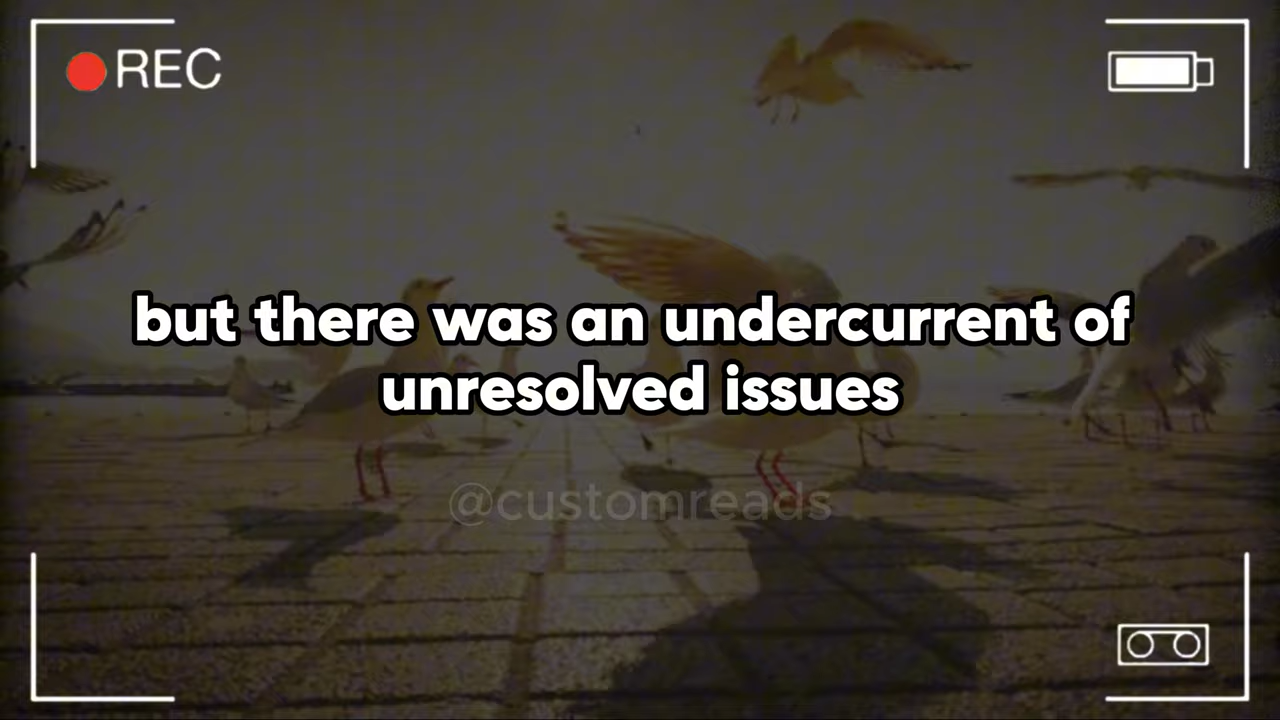 REC
but there was an undercurrent of
unresolved issues
@customreads